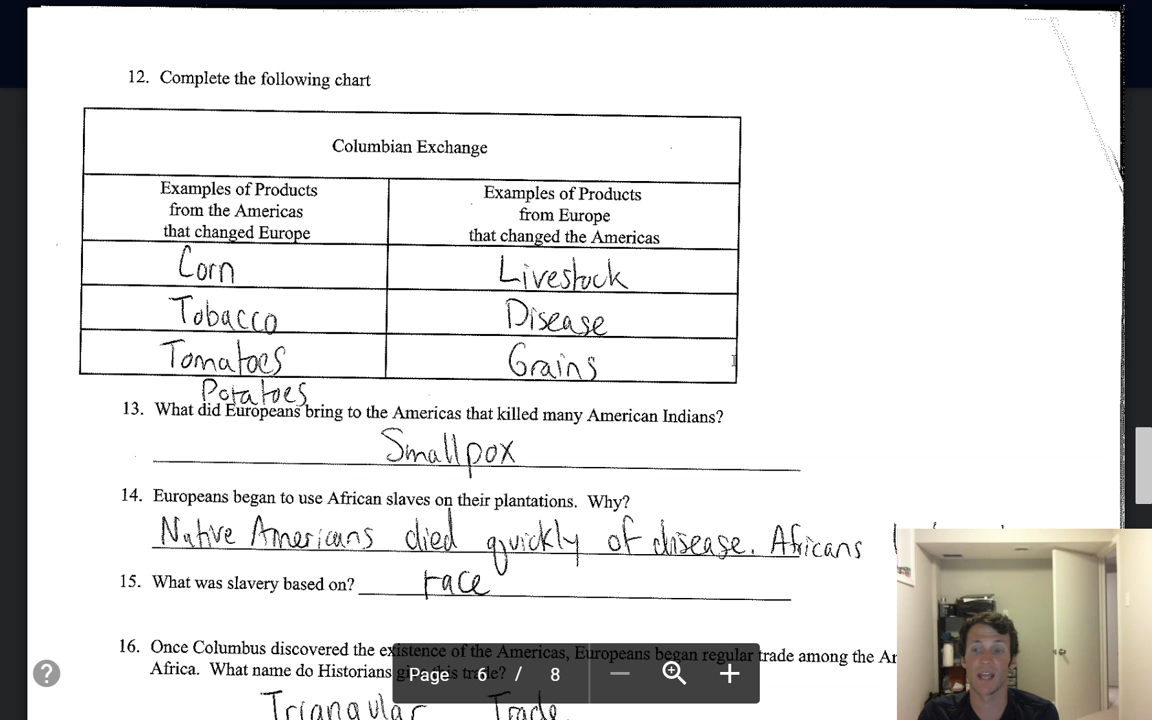 12. Complete the following chart
Columbian Exchange
Examples of Products
from the Americas
that changed Europe
Examples of Products
from Europe
that changed the Americas
Corn
Livestock
Tobacco
Disease
Tomatoes
Grains
Potatoes
13. What did Europeans bring to the Americas that killed many American Indians?
Smallpox
14. Europeans began to use African slaves on their plantations. Why?
Native Americans died quickly of disease. Africans
15. What was slavery based on? race
16. Once Columbus discovered the existence of the Americas, Europeans began regular trade among the
Africa. What name do Historians give this trade?
Triangular Trade
Page 6 / 8
?